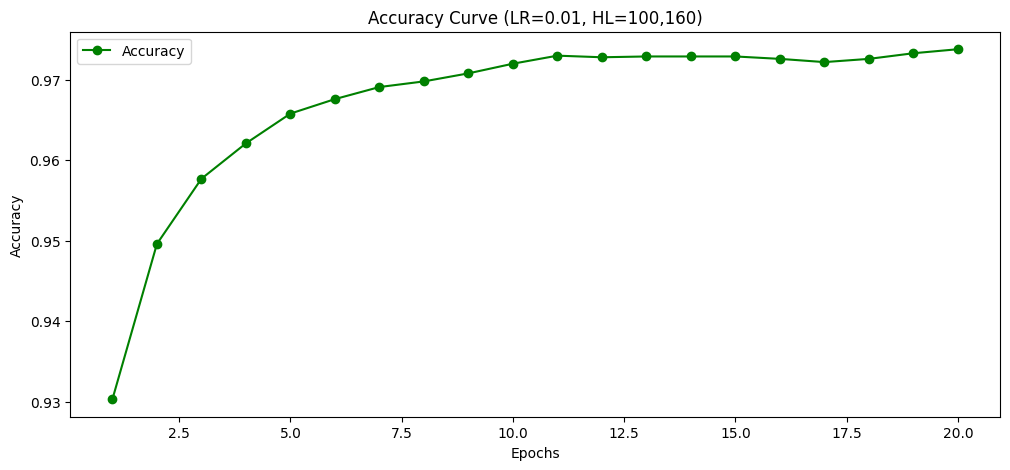 Accuracy Curve (LR=0.01, HL=100,160)
Accuracy
0.97
0.96
0.95
0.94
0.93
Accuracy
2.5 5.0 7.5 10.0 12.5 15.0 17.5 20.0
Epochs